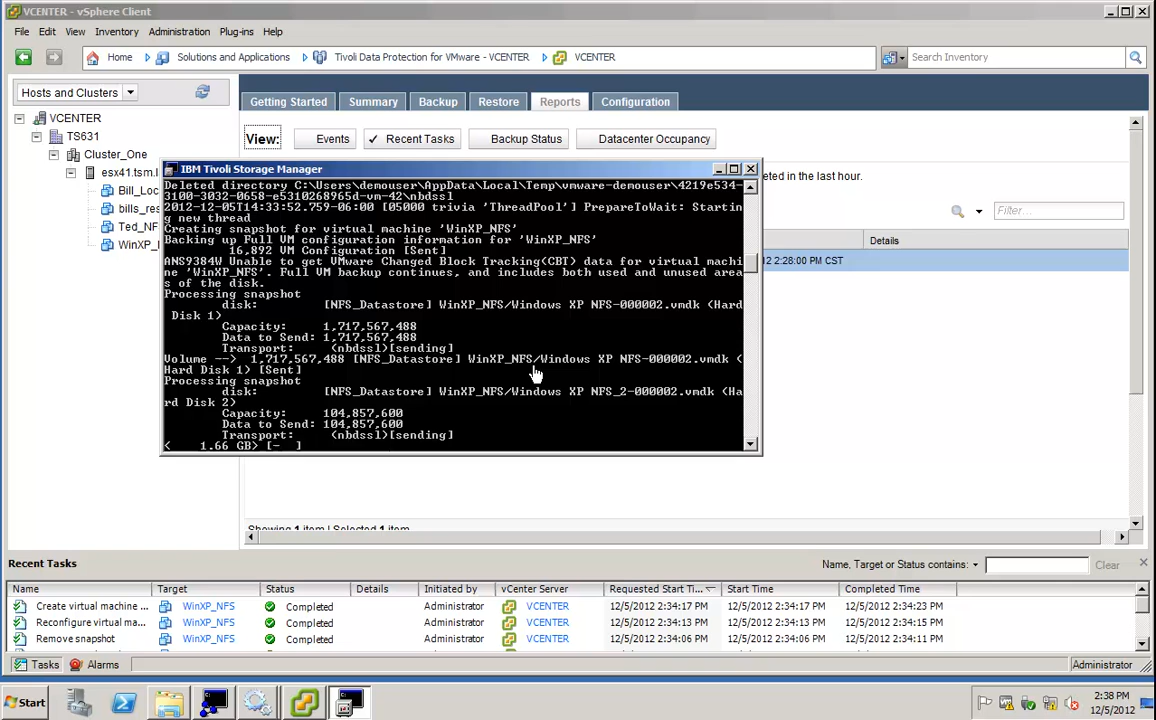 VCENTER - vSphere Client
File Edit View Inventory Administration Plug-ins Help
Home Solutions and Applications Tivoli Data Protection for VMware - VCENTER VCENTER Search Inventory
Hosts and Clusters
Getting Started Summary Backup Restore Reports Configuration
VCENTER
TS631
Cluster_One
esx41.tsm.l
Bill_Loc
bills_res
Ted_NF
WinXP_
View: Events ✓ Recent Tasks Backup Status Datacenter Occupancy
eted in the last hour.
Filter...
Details
12 2:28:00 PM CST
IBM Tivoli Storage Manager
Deleted directory C:\Users\demouser\AppData\Local\Temp\vmware-demouser\4219e534-
3100-3032-0658-e5310268965d-vm-42\nbdssl
2012-12-05T14:33:52.759-06:00 [05000 trivia 'ThreadPool'] PrepareToWait: Startin
g new thread
Creating snapshot for virtual machine 'WinXP_NFS'
Backing up Full VM configuration information for 'WinXP_NFS'
16,892 VM Configuration [Sent]
ANS9384W Unable to get VMware Changed Block Tracking(CBT) data for virtual machi
ne 'WinXP_NFS'. Full VM backup continues, and includes both used and unused area
s of the disk.
Processing snapshot
disk: [NFS_Datastore] WinXP_NFS/Windows XP NFS-000002.vmdk (Hard
Disk 1)
Capacity: 1,717,567,488
Data to Send: 1,717,567,488
Transport: (nbdssl)[sending]
Volume --> 1,717,567,488 [NFS_Datastore] WinXP_NFS/Windows XP NFS-000002.vmdk (
Hard Disk 1) [Sent]
Processing snapshot
disk: [NFS_Datastore] WinXP_NFS/Windows XP NFS_2-000002.vmdk (Ha
rd Disk 2)
Capacity: 104,857,600
Data to Send: 104,857,600
Transport: (nbdssl)[sending]
< 1.66 GB> [- ]
Showing 1 item | Selected 1 item
Recent Tasks Name, Target or Status contains: Clear
Name Target Status Details Initiated by vCenter Server Requested Start Ti... Start Time Completed Time
Create virtual machine ... WinXP_NFS Completed Administrator VCENTER 12/5/2012 2:34:17 PM 12/5/2012 2:34:17 PM 12/5/2012 2:34:23 PM
Reconfigure virtual ma... WinXP_NFS Completed Administrator VCENTER 12/5/2012 2:34:13 PM 12/5/2012 2:34:13 PM 12/5/2012 2:34:15 PM
Remove snapshot WinXP_NFS Completed Administrator VCENTER 12/5/2012 2:34:06 PM 12/5/2012 2:34:06 PM 12/5/2012 2:34:11 PM
Tasks Alarms Administrator
Start 2:38 PM
12/5/2012